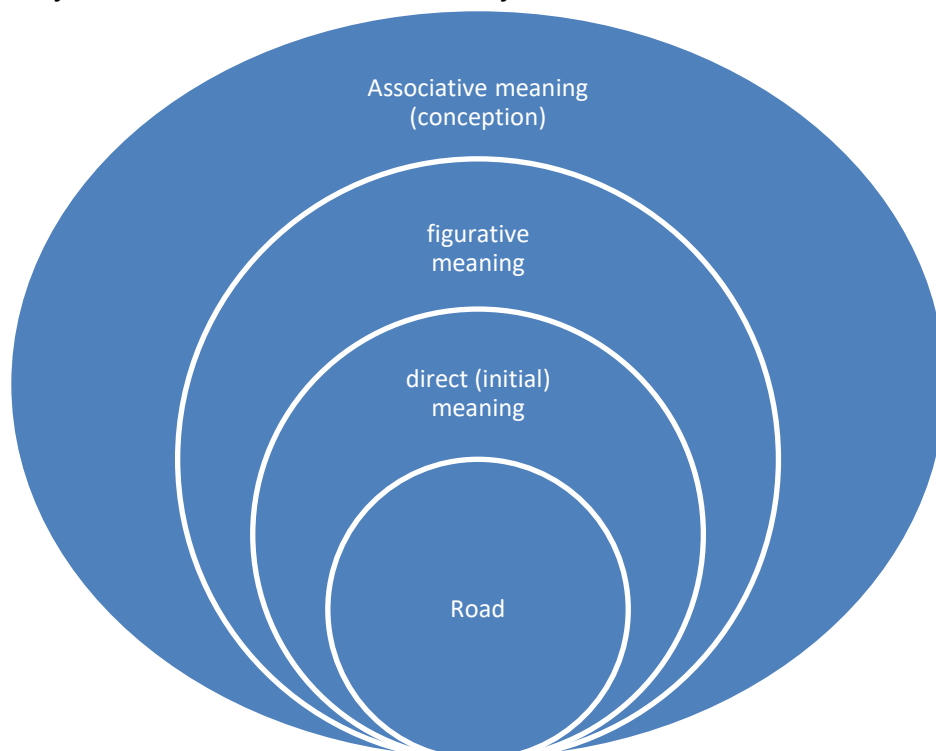 Associative meaning
(conception)
figurative
meaning
direct (initial)
meaning
Road